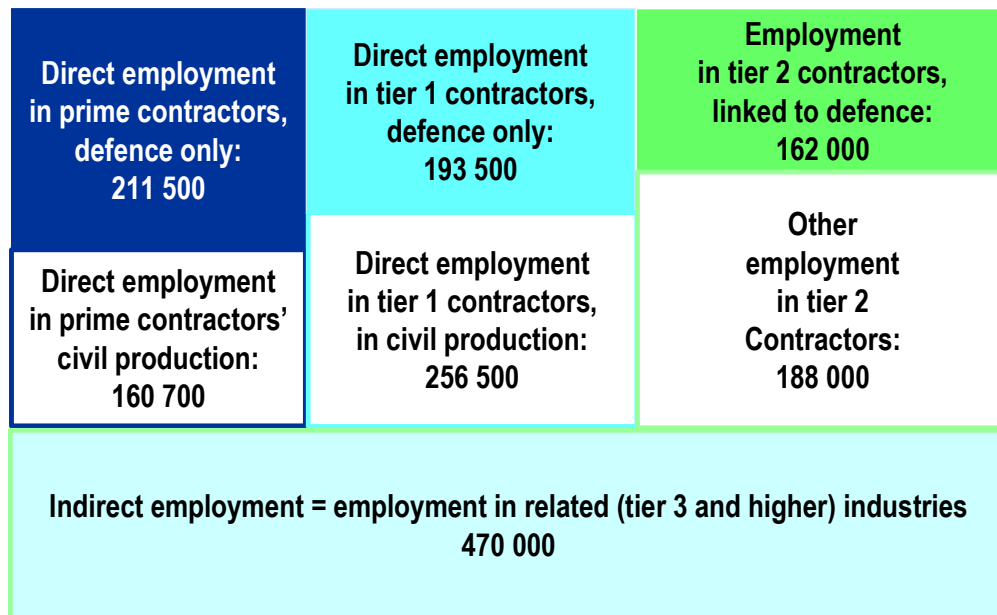 Direct employment
in prime contractors,
defence only:
211 500
Direct employment
in tier 1 contractors,
defence only:
193 500
Employment
in tier 2 contractors,
linked to defence:
162 000
Direct employment
in prime contractors’
civil production:
160 700
Direct employment
in tier 1 contractors,
in civil production:
256 500
Other
employment
in tier 2
Contractors:
188 000
Indirect employment = employment in related (tier 3 and higher) industries
470 000